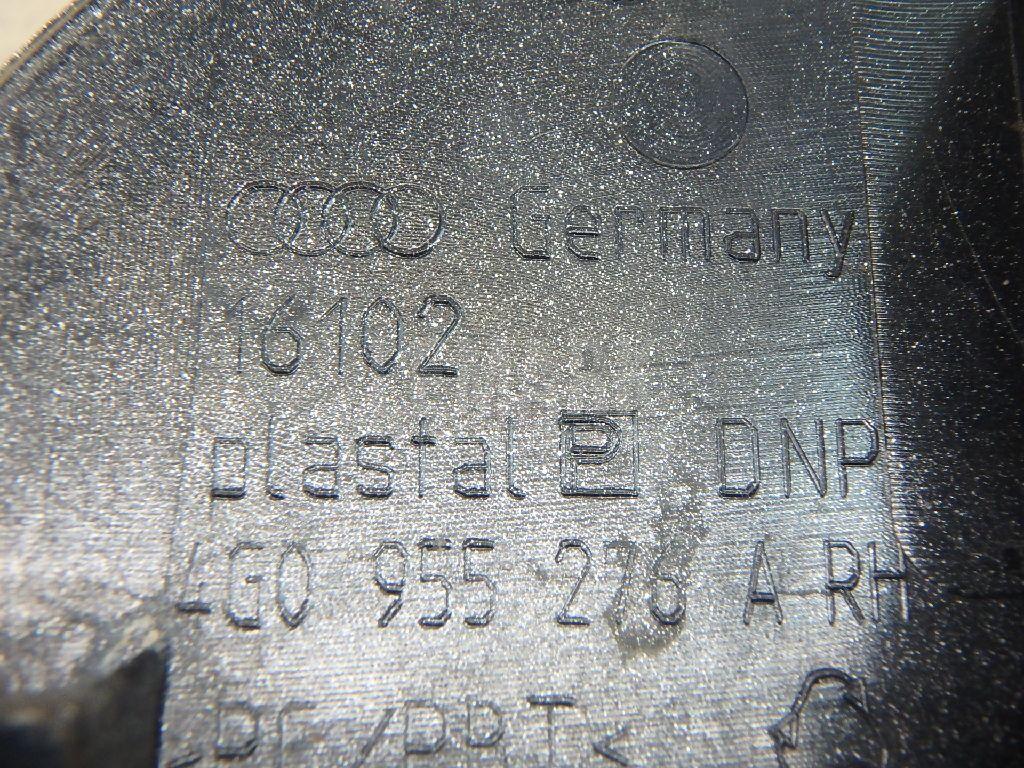 Germany
16102
plastal P DNP
4G0 955 276 A RH